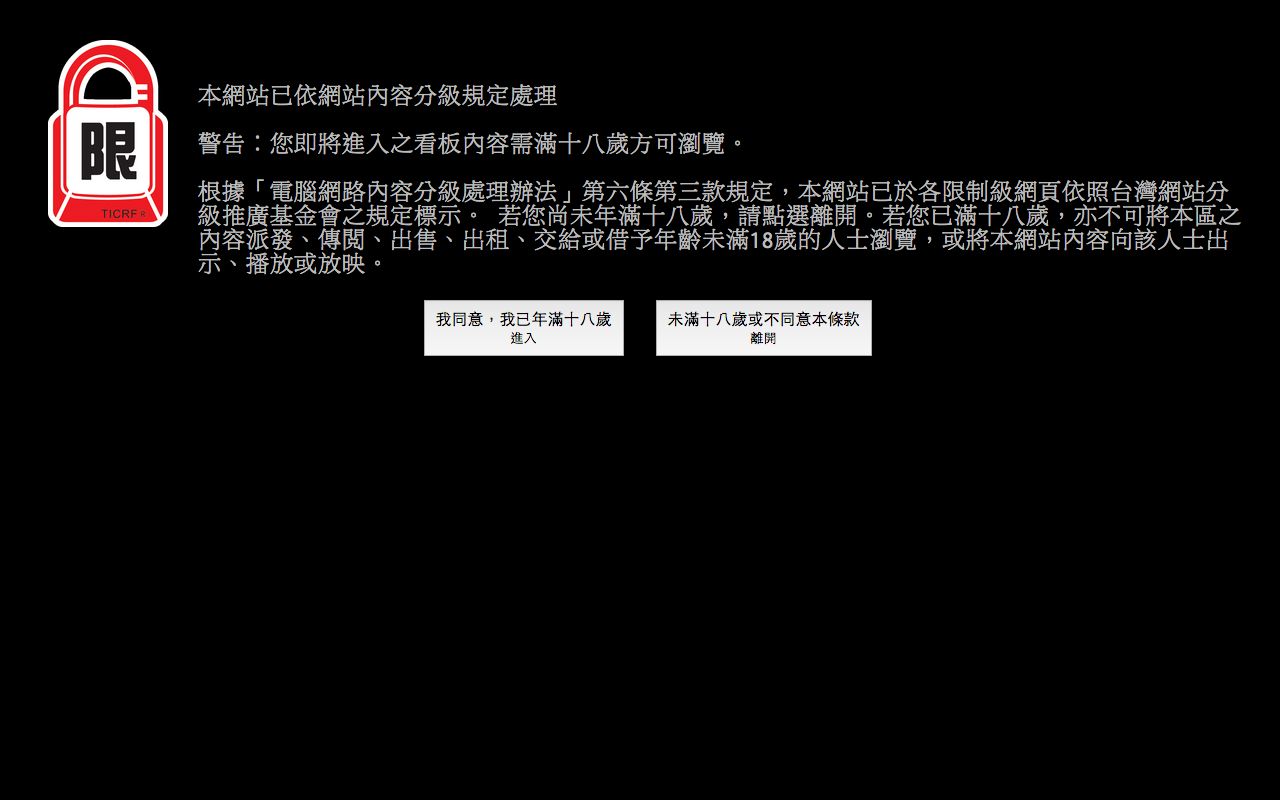 限
TICRF®
本網站已依網站內容分級規定處理
警告：您即將進入之看板內容需滿十八歲方可瀏覽。
根據「電腦網路內容分級處理辦法」第六條第三款規定，本網站已於各限制級網頁依照台灣網站分
級推廣基金會之規定標示。 若您尚未年滿十八歲，請點選離開。若您已滿十八歲，亦不可將本區之
內容派發、傳閱、出售、出租、交給或借予年齡未滿18歲的人士瀏覽，或將本網站內容向該人士出
示、播放或放映。
我同意，我已年滿十八歲
進入
未滿十八歲或不同意本條款
離開